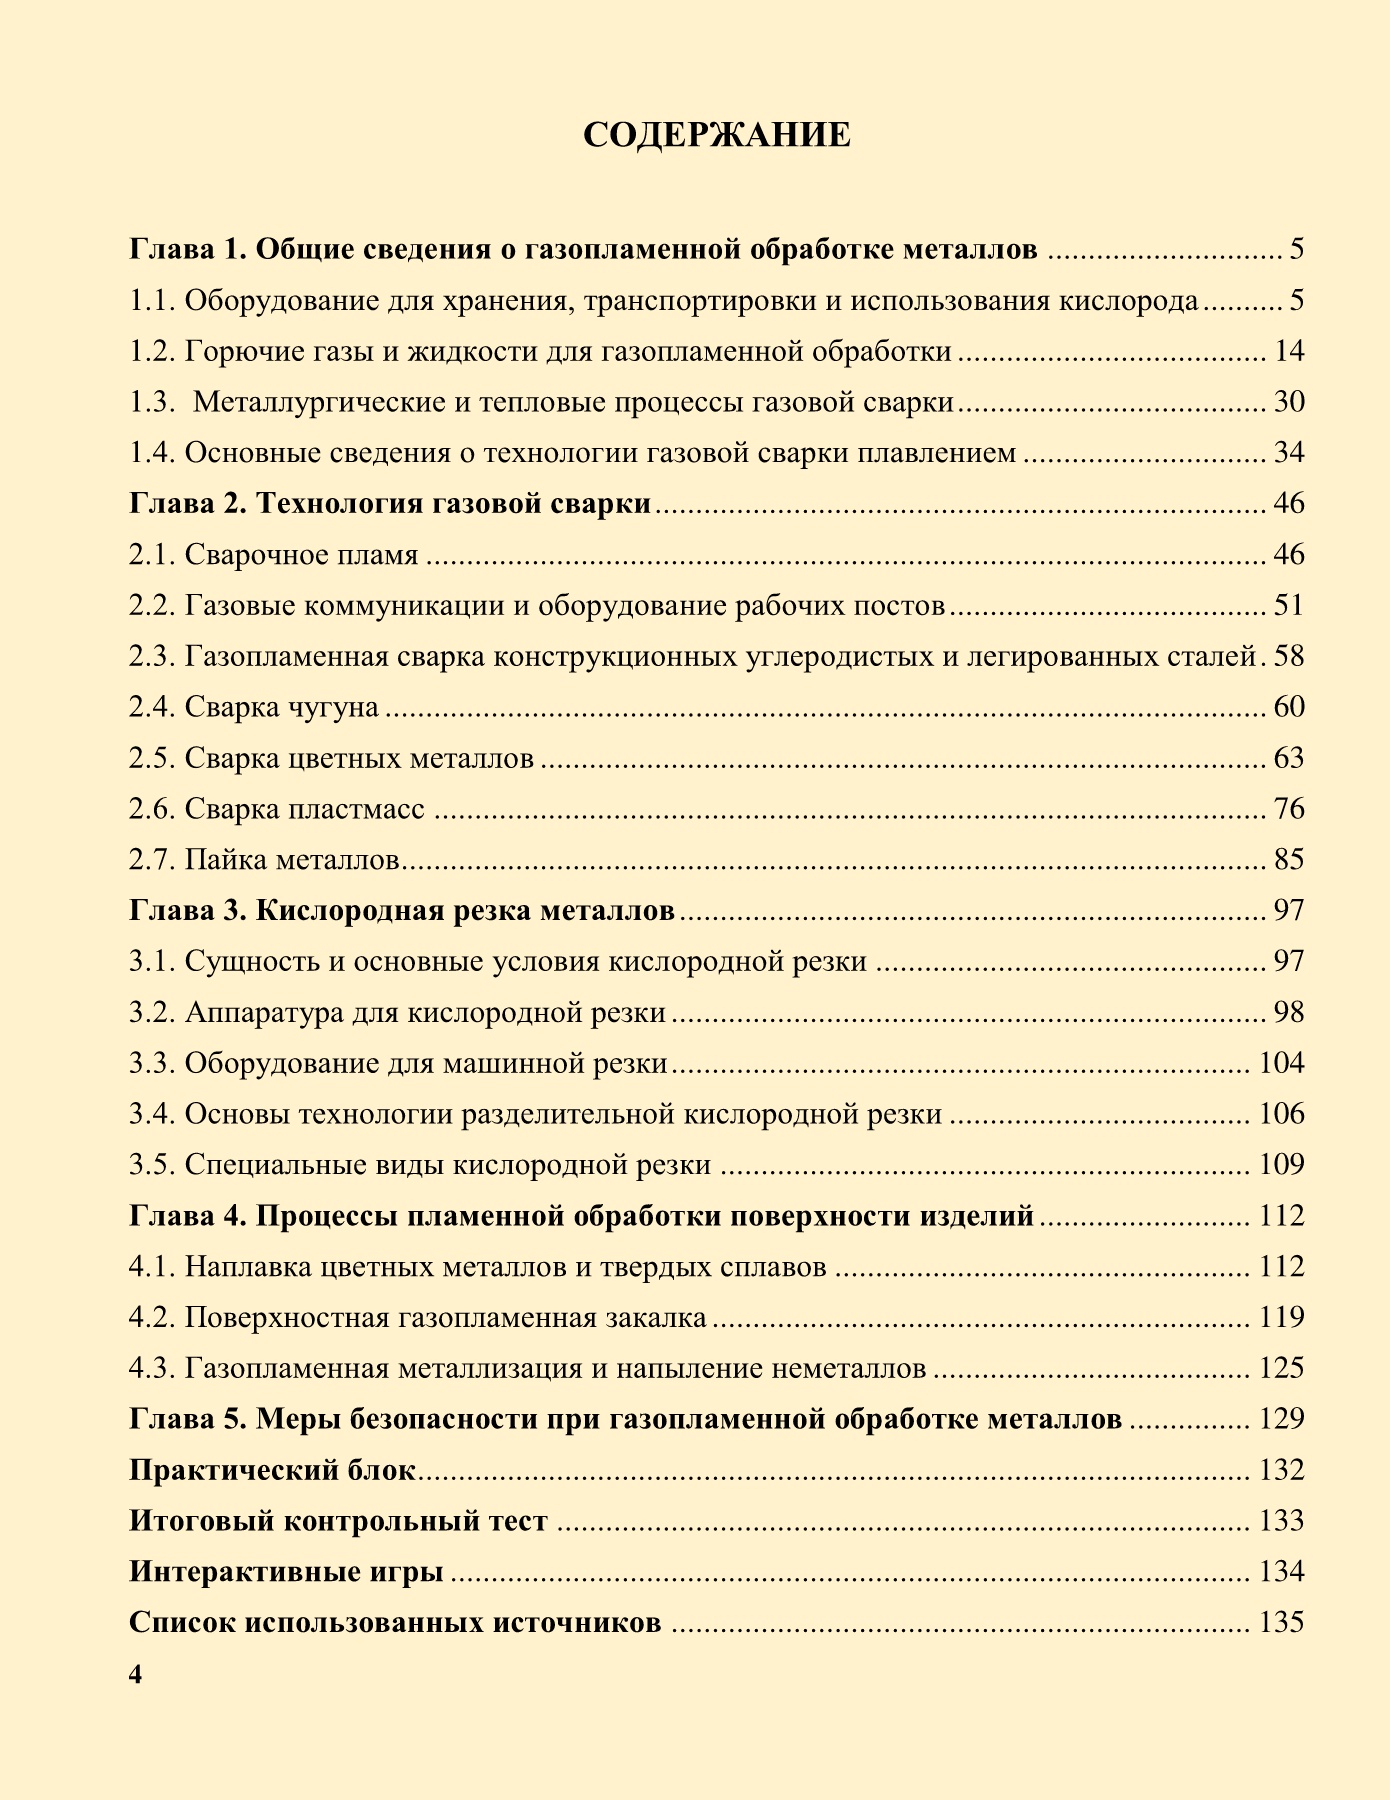 СОДЕРЖАНИЕ
Глава 1. Общие сведения о газопламенной обработке металлов ............................. 5
1.1. Оборудование для хранения, транспортировки и использования кислорода.......... 5
1.2. Горючие газы и жидкости для газопламенной обработки ...................................... 14
1.3.  Металлургические и тепловые процессы газовой сварки...................................... 30
1.4. Основные сведения о технологии газовой сварки плавлением .............................. 34
Глава 2. Технология газовой сварки........................................................................... 46
2.1. Сварочное пламя ....................................................................................................... 46
2.2. Газовые коммуникации и оборудование рабочих постов....................................... 51
2.3. Газопламенная сварка конструкционных углеродистых и легированных сталей. 58
2.4. Сварка чугуна ............................................................................................................ 60
2.5. Сварка цветных металлов ......................................................................................... 63
2.6. Сварка пластмасс ...................................................................................................... 76
2.7. Пайка металлов.......................................................................................................... 85
Глава 3. Кислородная резка металлов........................................................................ 97
3.1. Сущность и основные условия кислородной резки ................................................ 97
3.2. Аппаратура для кислородной резки ......................................................................... 98
3.3. Оборудование для машинной резки....................................................................... 104
3.4. Основы технологии разделительной кислородной резки ..................................... 106
3.5. Специальные виды кислородной резки ................................................................. 109
Глава 4. Процессы пламенной обработки поверхности изделий.......................... 112
4.1. Наплавка цветных металлов и твердых сплавов ................................................... 112
4.2. Поверхностная газопламенная закалка .................................................................. 119
4.3. Газопламенная металлизация и напыление неметаллов ....................................... 125
Глава 5. Меры безопасности при газопламенной обработке металлов ............... 129
Практический блок....................................................................................................... 132
Итоговый контрольный тест ..................................................................................... 133
Интерактивные игры ................................................................................................... 134
Список использованных источников ....................................................................... 135
4